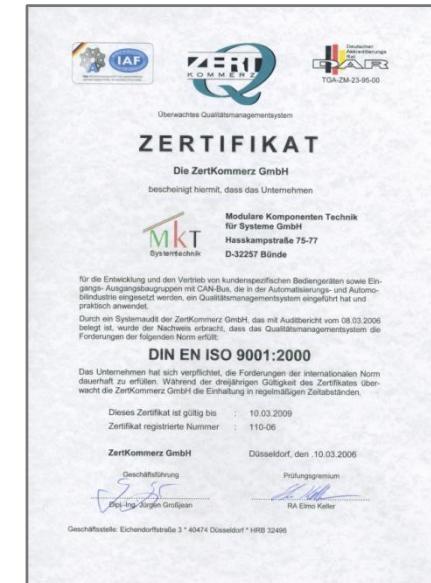 IAF
ZERT
KOMMERZ
Deutscher
Akkreditierungs
Rat
DAR
TGA-ZM-23-95-00
Überwachtes Qualitätsmanagementsystem
ZERTIFIKAT
Die ZertKommerz GmbH
bescheinigt hiermit, dass das Unternehmen
MKT
Systemtechnik
Modulare Komponenten Technik
für Systeme GmbH
Hasskampstraße 75-77
D-32257 Bünde
für die Entwicklung und den Vertrieb von kundenspezifischen Bediengeräten sowie Ein-
gangs- Ausgangsbaugruppen mit CAN-Bus, die in der Automatisierungs- und Automo-
bilindustrie eingesetzt werden, ein Qualitätsmanagementsystem eingeführt hat und
praktisch anwendet.
Durch ein Systemaudit der ZertKommerz GmbH, das mit Auditbericht vom 08.03.2006
belegt ist, wurde der Nachweis erbracht, dass das Qualitätsmanagementsystem die
Forderungen der folgenden Norm erfüllt:
DIN EN ISO 9001:2000
Das Unternehmen hat sich verpflichtet, die Forderungen der internationalen Norm
dauerhaft zu erfüllen. Während der dreijährigen Gültigkeit des Zertifikates über-
wacht die ZertKommerz GmbH die Einhaltung in regelmäßigen Zeitabständen.
Dieses Zertifikat ist gültig bis : 10.03.2009
Zertifikat registrierte Nummer : 110-06
ZertKommerz GmbH Düsseldorf, den .10.03.2006
Geschäftsführung Prüfungsgremium
Dipl.-Ing. Jürgen Großjean RA Elmo Keller
Geschäftsstelle: Eichendorffstraße 3 * 40474 Düsseldorf * HRB 32496